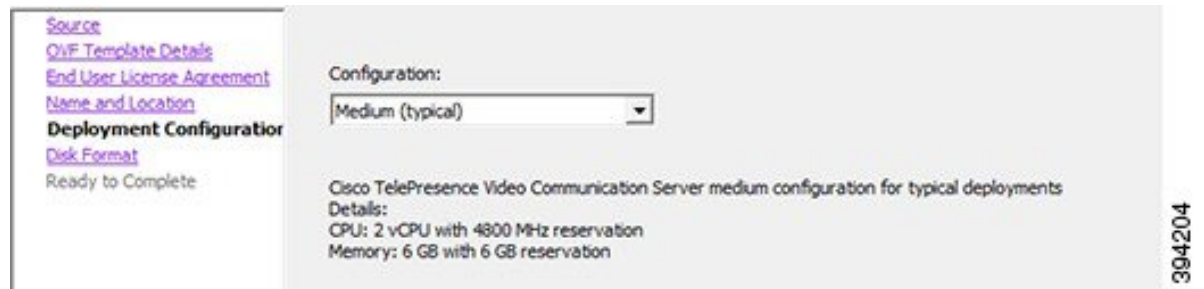 Source
OVF Template Details
End User License Agreement
Name and Location
Deployment Configuration
Disk Format
Ready to Complete
Configuration:
Medium (typical)
Cisco TelePresence Video Communication Server medium configuration for typical deployments
Details:
CPU: 2 vCPU with 4800 MHz reservation
Memory: 6 GB with 6 GB reservation
394204